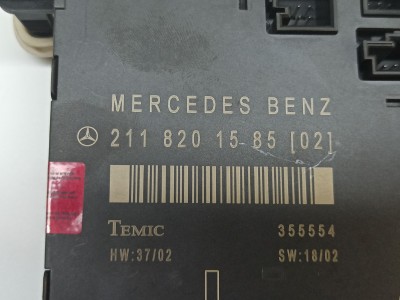 MERCEDES BENZ
211 820 15 85 [02]
TEMIC 355554
HW:37/02 SW:18/02